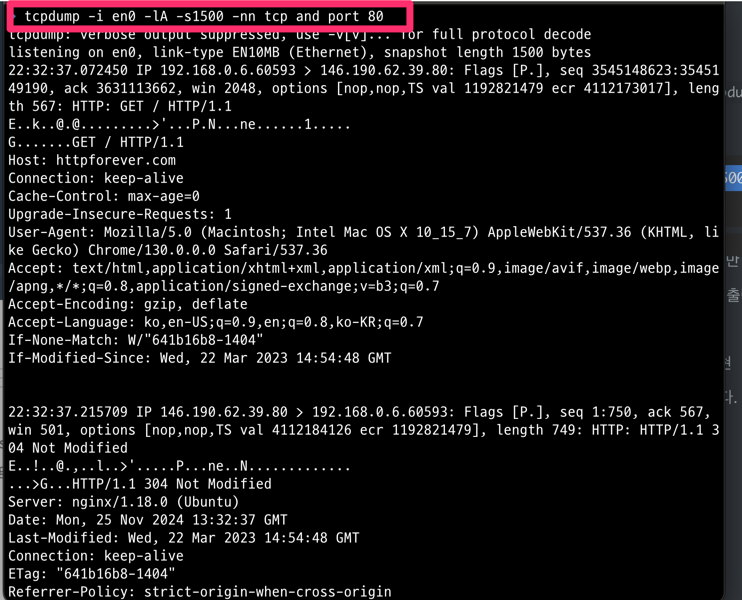 tcpdump -i en0 -lA -s1500 -nn tcp and port 80
tcpdump: verbose output suppressed, use -v[v]... for full protocol decode
listening on en0, link-type EN10MB (Ethernet), snapshot length 1500 bytes
22:32:37.072450 IP 192.168.0.6.60593 > 146.190.62.39.80: Flags [P.], seq 3545148623:35451
49190, ack 3631113662, win 2048, options [nop,nop,TS val 1192821479 ecr 4112173017], leng
th 567: HTTP: GET / HTTP/1.1
E..k..@.@.........>'...P.N...ne......1.....
G.......GET / HTTP/1.1
Host: httpforever.com
Connection: keep-alive
Cache-Control: max-age=0
Upgrade-Insecure-Requests: 1
User-Agent: Mozilla/5.0 (Macintosh; Intel Mac OS X 10_15_7) AppleWebKit/537.36 (KHTML, li
ke Gecko) Chrome/130.0.0.0 Safari/537.36
Accept: text/html,application/xhtml+xml,application/xml;q=0.9,image/avif,image/webp,image
/apng,*/*;q=0.8,application/signed-exchange;v=b3;q=0.7
Accept-Encoding: gzip, deflate
Accept-Language: ko,en-US;q=0.9,en;q=0.8,ko-KR;q=0.7
If-None-Match: W/"641b16b8-1404"
If-Modified-Since: Wed, 22 Mar 2023 14:54:48 GMT
22:32:37.215709 IP 146.190.62.39.80 > 192.168.0.6.60593: Flags [P.], seq 1:750, ack 567,
win 501, options [nop,nop,TS val 4112184126 ecr 1192821479], length 749: HTTP: HTTP/1.1 3
04 Not Modified
E..!..@.,..l..>'.....P...ne..N.............
...>G...HTTP/1.1 304 Not Modified
Server: nginx/1.18.0 (Ubuntu)
Date: Mon, 25 Nov 2024 13:32:37 GMT
Last-Modified: Wed, 22 Mar 2023 14:54:48 GMT
Connection: keep-alive
ETag: "641b16b8-1404"
Referrer-Policy: strict-origin-when-cross-origin